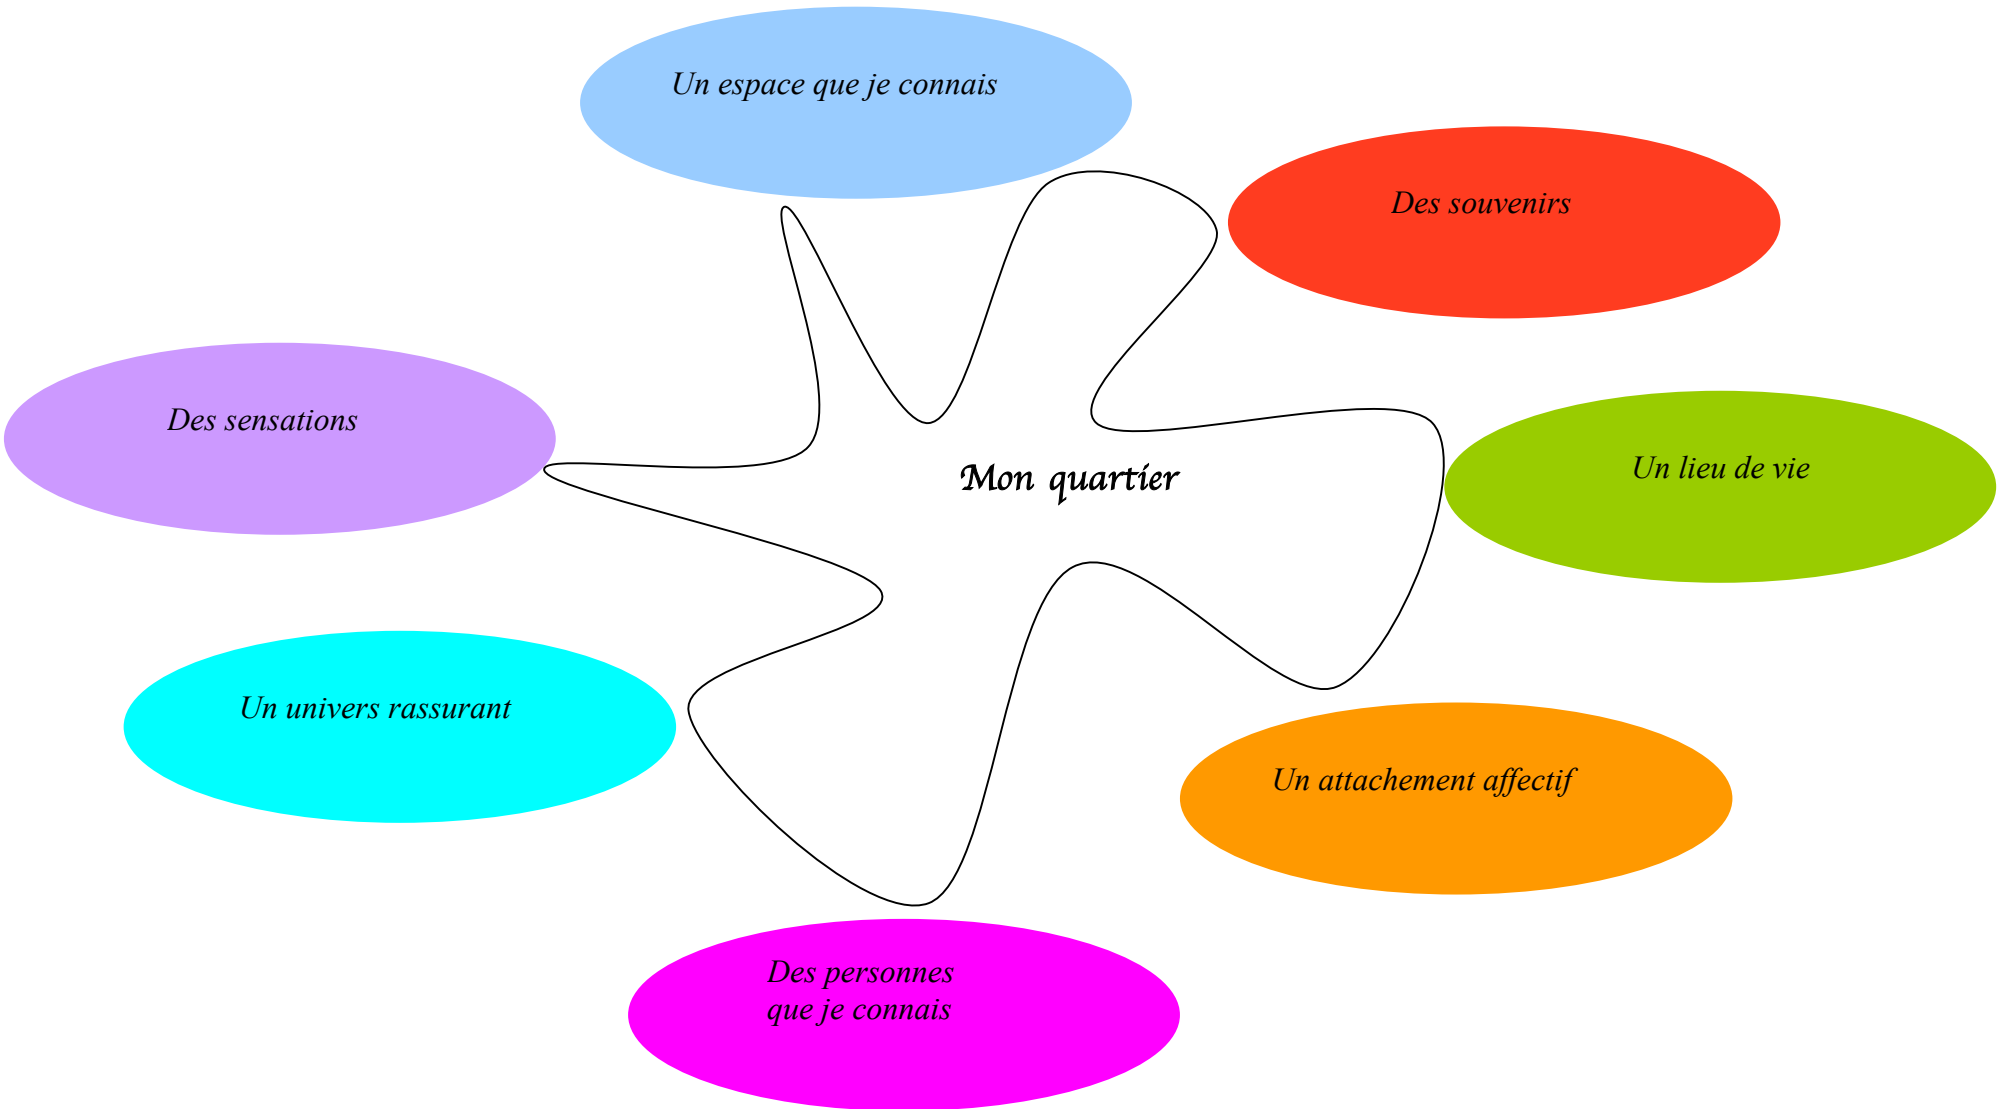 Un espace que je connais
Des souvenirs
Des sensations
Un lieu de vie
Mon quartier
Un univers rassurant
Un attachement affectif
Des personnes
que je connais